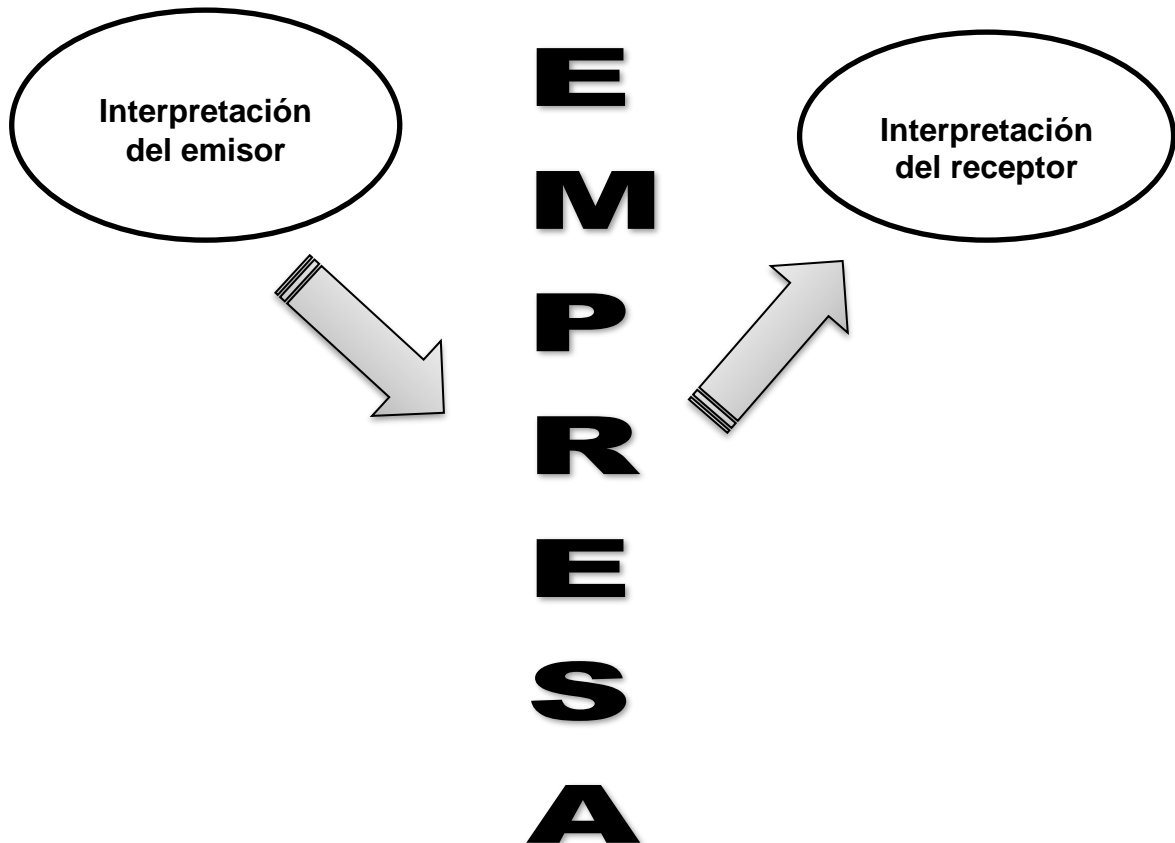 Interpretación
del emisor
E
M
P
R
E
S
A
Interpretación
del receptor